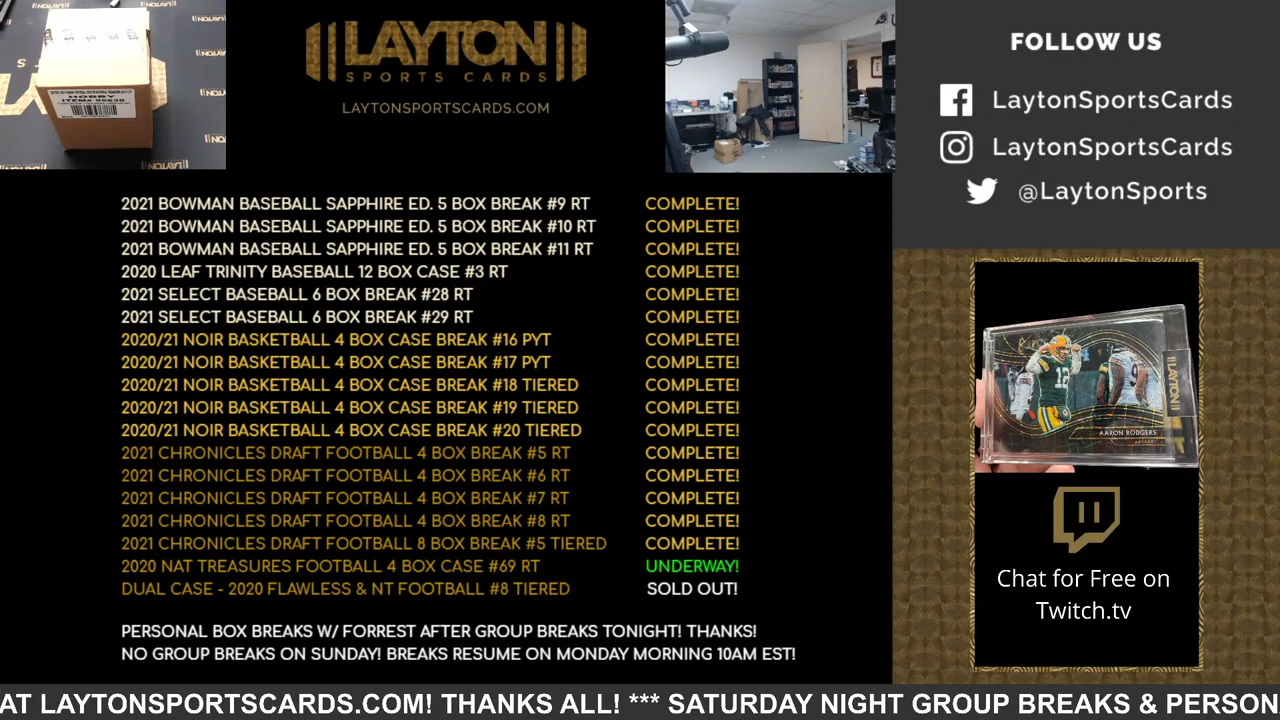 HOBBY
LAYTON
SPORTS CARDS
LAYTONSPORTSCARDS.COM
FOLLOW US
LaytonSportsCards
LaytonSportsCards
@LaytonSports
2021 BOWMAN BASEBALL SAPPHIRE ED. 5 BOX BREAK #9 RT COMPLETE!
2021 BOWMAN BASEBALL SAPPHIRE ED. 5 BOX BREAK #10 RT COMPLETE!
2021 BOWMAN BASEBALL SAPPHIRE ED. 5 BOX BREAK #11 RT COMPLETE!
2020 LEAF TRINITY BASEBALL 12 BOX CASE #3 RT COMPLETE!
2021 SELECT BASEBALL 6 BOX BREAK #28 RT COMPLETE!
2021 SELECT BASEBALL 6 BOX BREAK #29 RT COMPLETE!
2020/21 NOIR BASKETBALL 4 BOX CASE BREAK #16 PYT COMPLETE!
2020/21 NOIR BASKETBALL 4 BOX CASE BREAK #17 PYT COMPLETE!
2020/21 NOIR BASKETBALL 4 BOX CASE BREAK #18 TIERED COMPLETE!
2020/21 NOIR BASKETBALL 4 BOX CASE BREAK #19 TIERED COMPLETE!
2020/21 NOIR BASKETBALL 4 BOX CASE BREAK #20 TIERED COMPLETE!
2021 CHRONICLES DRAFT FOOTBALL 4 BOX BREAK #5 RT COMPLETE!
2021 CHRONICLES DRAFT FOOTBALL 4 BOX BREAK #6 RT COMPLETE!
2021 CHRONICLES DRAFT FOOTBALL 4 BOX BREAK #7 RT COMPLETE!
2021 CHRONICLES DRAFT FOOTBALL 4 BOX BREAK #8 RT COMPLETE!
2021 CHRONICLES DRAFT FOOTBALL 8 BOX BREAK #5 TIERED COMPLETE!
2020 NAT TREASURES FOOTBALL 4 BOX CASE #69 RT UNDERWAY!
DUAL CASE - 2020 FLAWLESS & NT FOOTBALL #8 TIERED SOLD OUT!
PERSONAL BOX BREAKS W/ FORREST AFTER GROUP BREAKS TONIGHT! THANKS!
NO GROUP BREAKS ON SUNDAY! BREAKS RESUME ON MONDAY MORNING 10AM EST!
AARON RODGERS
LAYTON
Chat for Free on
Twitch.tv
AT LAYTONSPORTSCARDS.COM! THANKS ALL! *** SATURDAY NIGHT GROUP BREAKS & PERSON